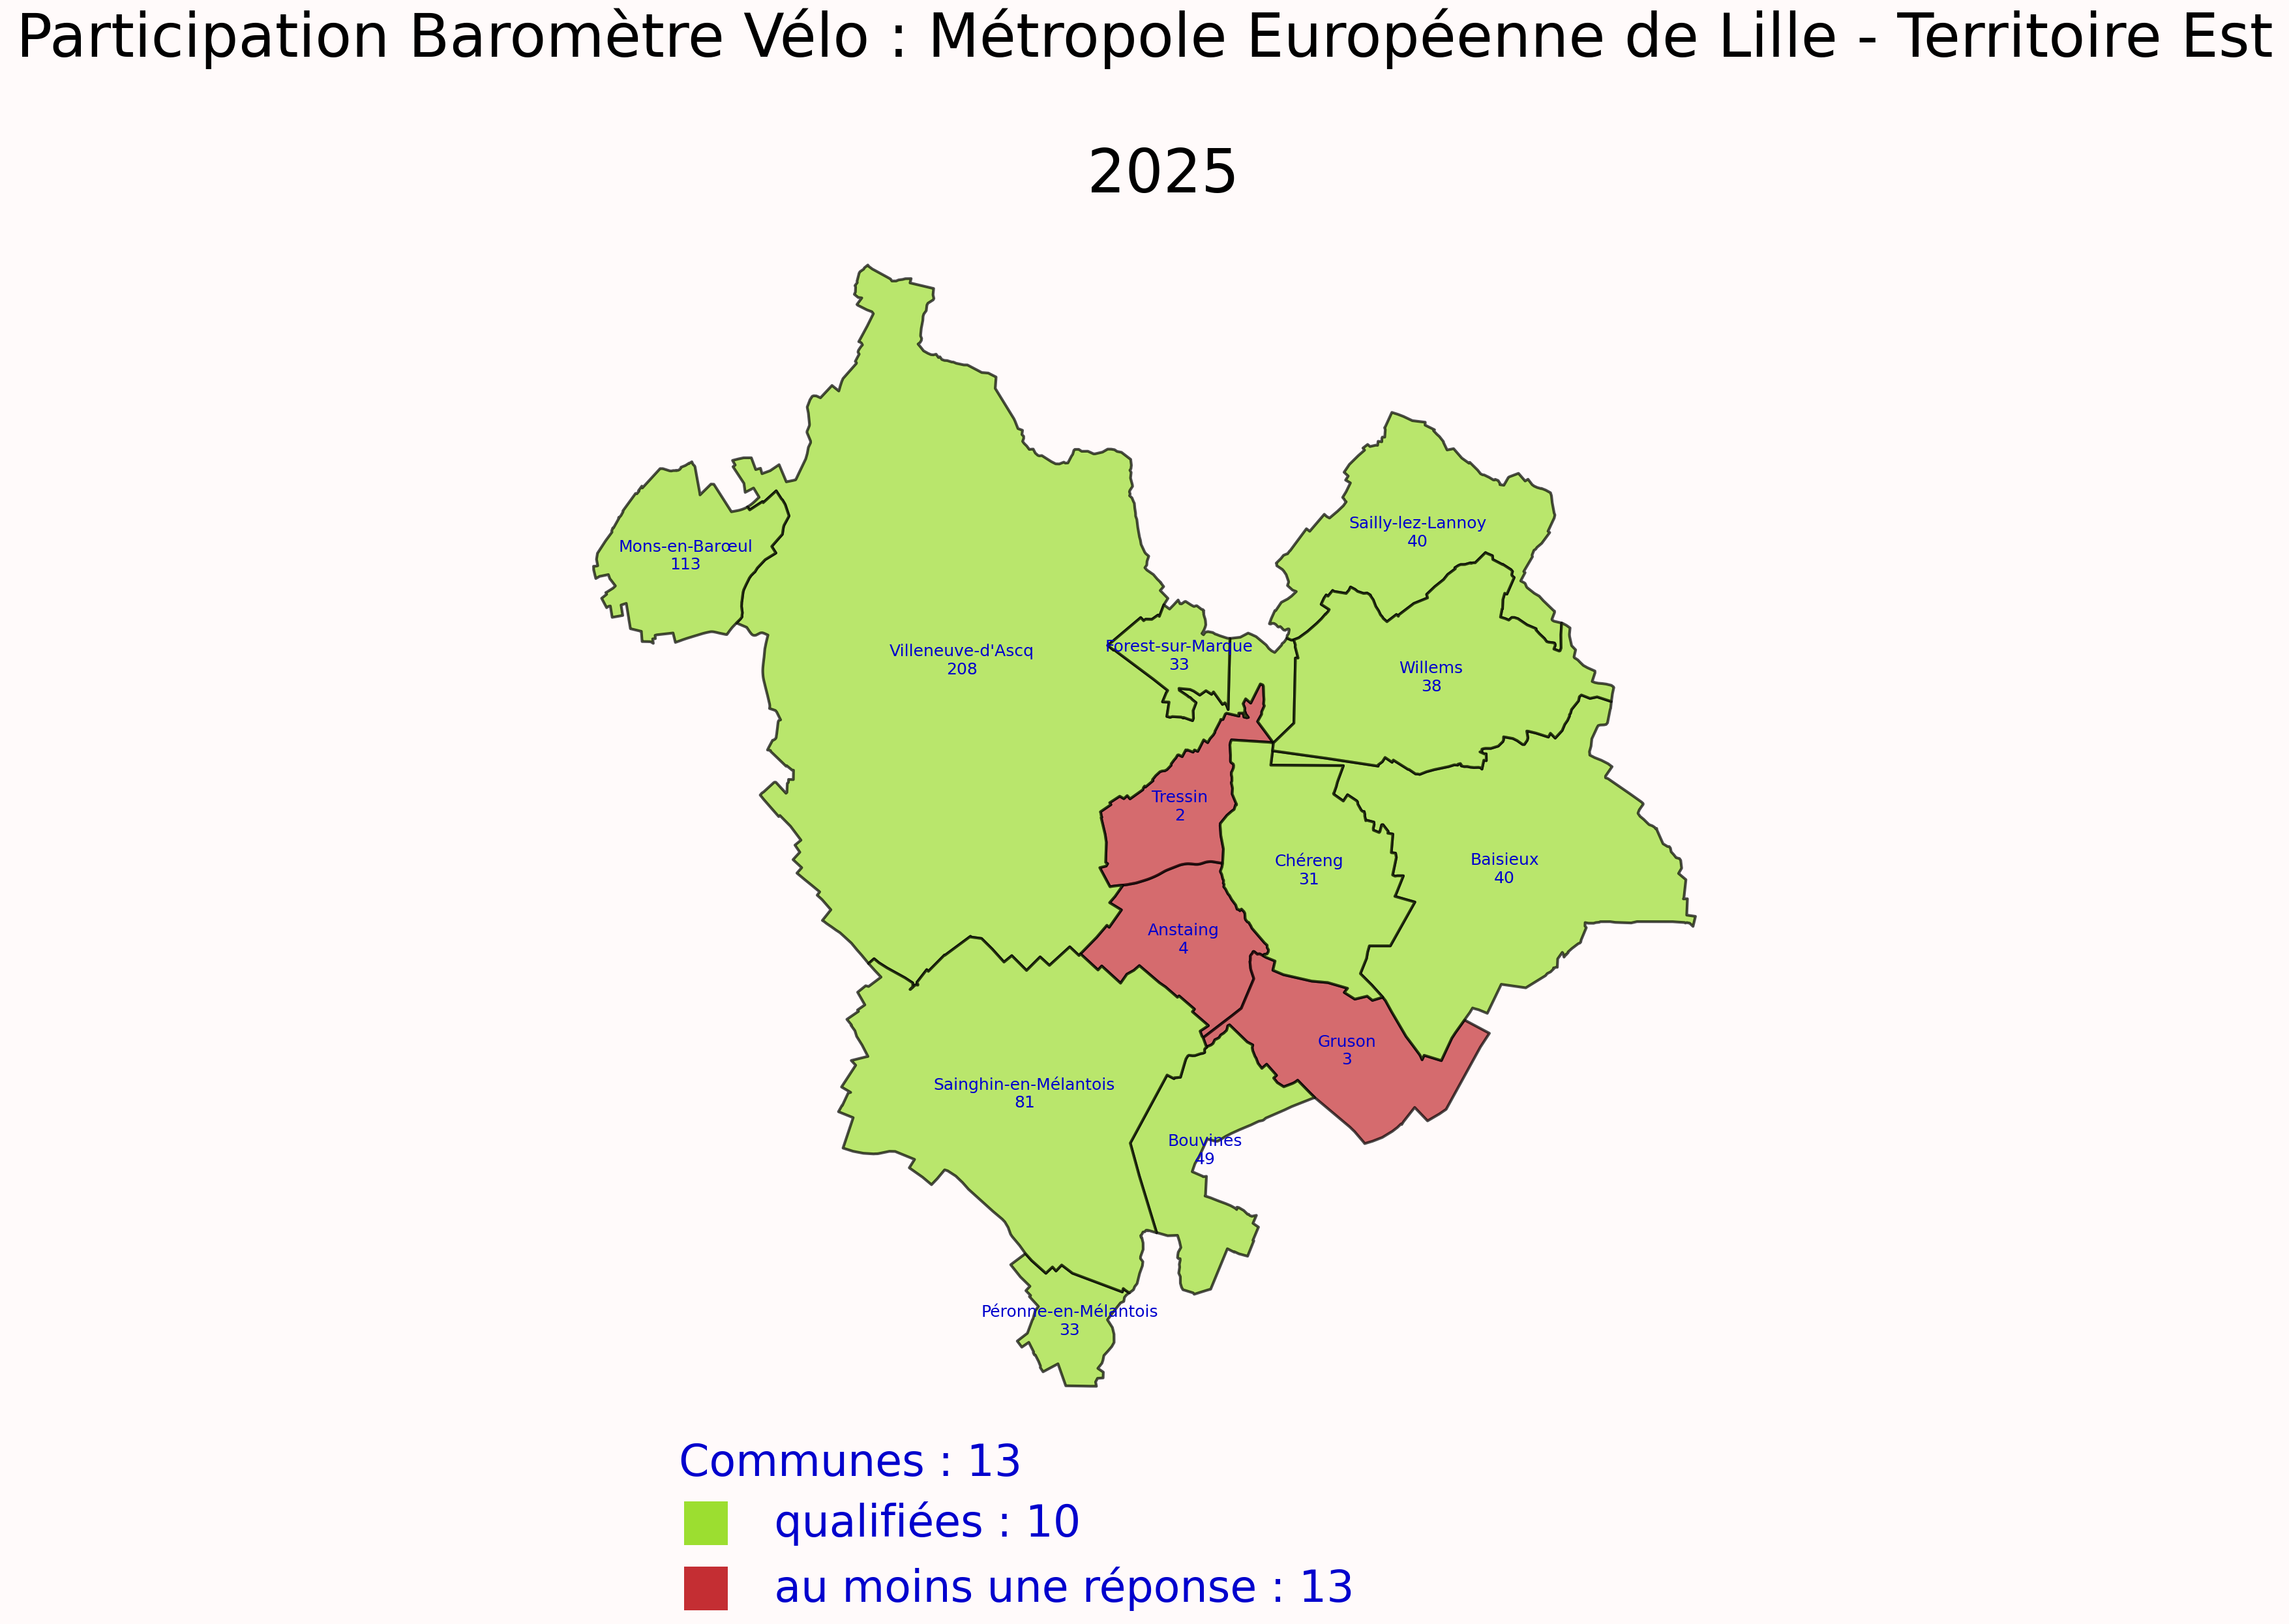 Participation Baromètre Vélo : Métropole Européenne de Lille - Territoire Est
2025
Sailly-lez-Lannoy
40
Mons-en-Barœul
113
Villeneuve-d'Ascq
208
Forest-sur-Marque
33
Willems
38
Tressin
2
Chéreng
31
Baisieux
40
Anstaing
4
Gruson
3
Sainghin-en-Mélantois
81
Bouvines
49
Péronne-en-Mélantois
33
Communes : 13
qualifiées : 10
au moins une réponse : 13